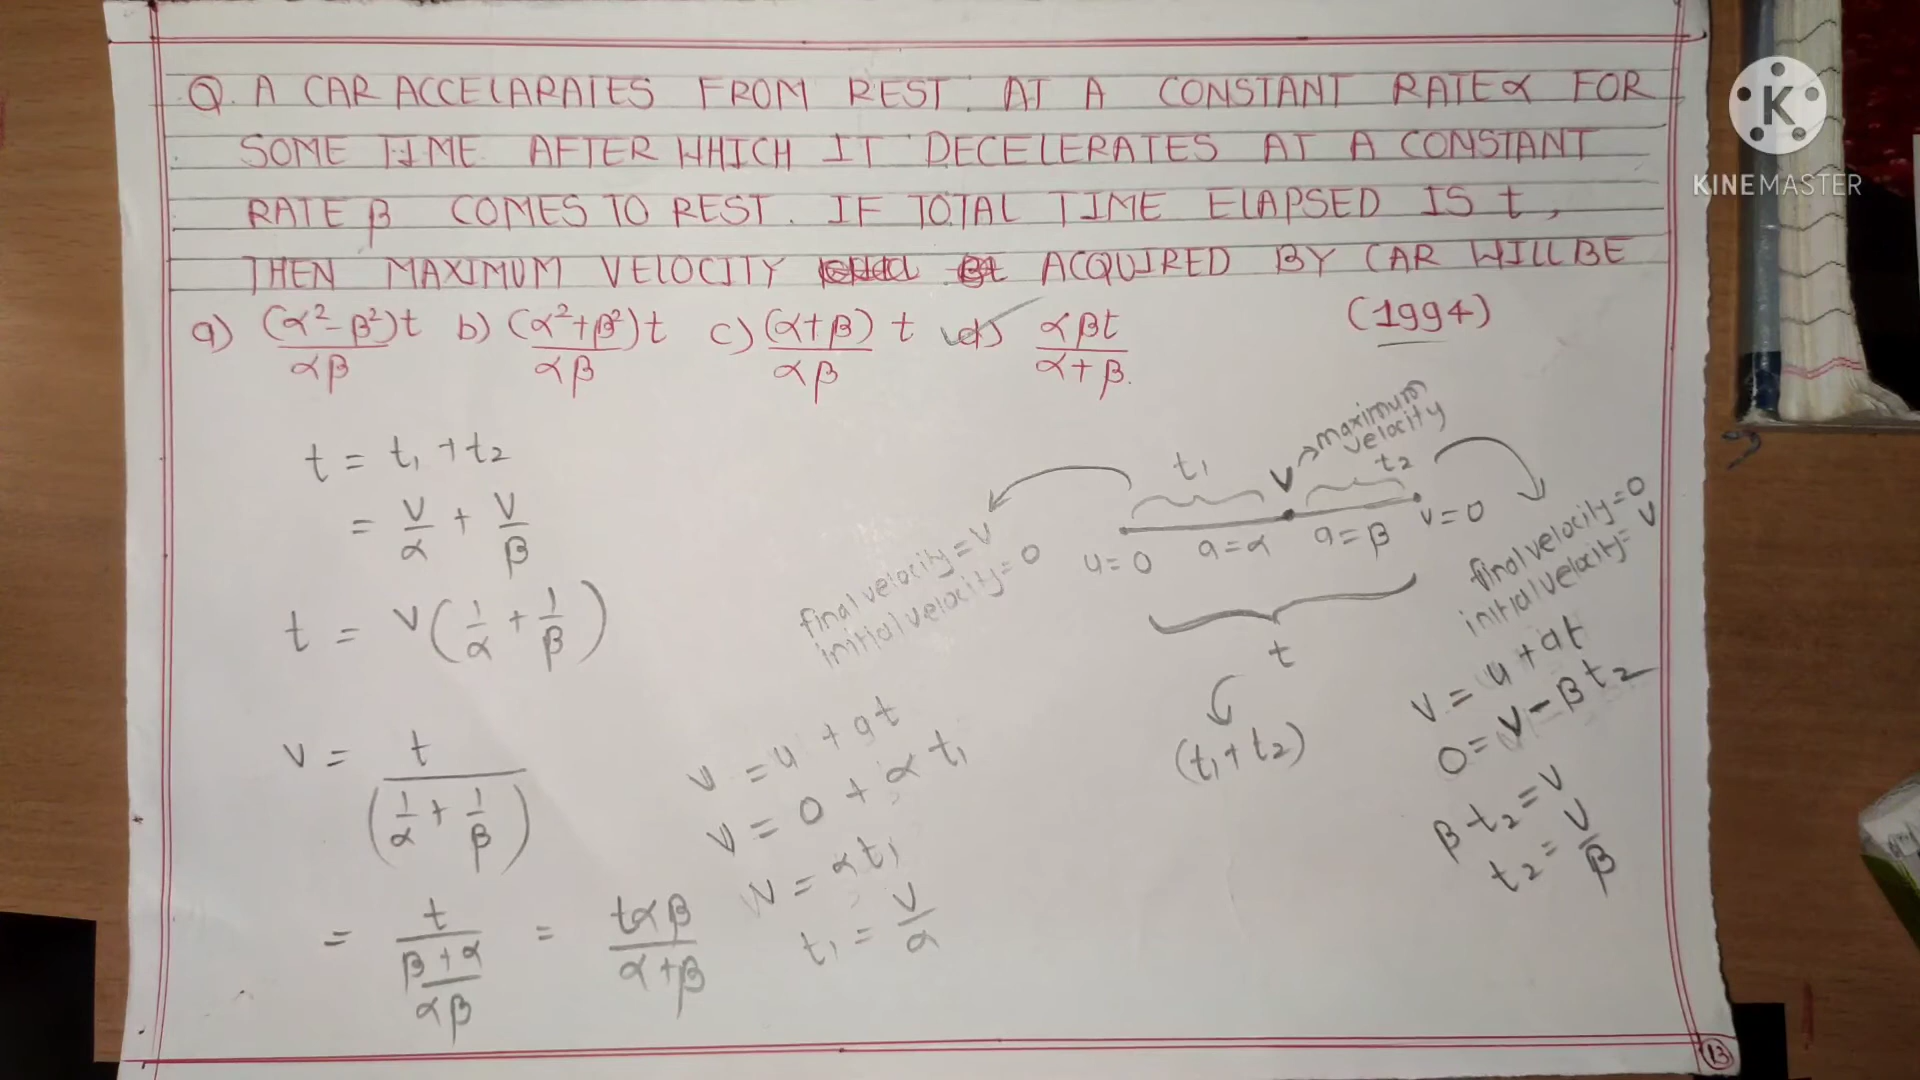 Q. A CAR ACCELARATES FROM REST. AT A CONSTANT RATE α FOR
SOME TIME AFTER WHICH IT DECELERATES AT A CONSTANT
RATE β COMES TO REST. IF TOTAL TIME ELAPSED IS t,
THEN MAXIMUM VELOCITY ACQUIRED BY CAR WILL BE
a) (α²-β²)t/αβ b) (α²+β²)t/αβ c) (α+β)/αβ t d) αβt/α+β.
(1994)
t = t₁ + t₂
= v/α + v/β
t = v(1/α + 1/β)
v = t/(1/α + 1/β)
= t/(β+α/αβ) = tαβ/α+β
final velocity = v
initial velocity = 0
v = u + at
v = 0 + αt₁
v = αt₁
t₁ = v/α
t₁ v → maximum velocity t₂
u=0 a=α a=β v=0
t
(t₁+t₂)
final velocity=0
initial velocity= v
v = u + at
0 = v - βt₂
βt₂ = v
t₂ = v/β
13
K
KINEMASTER